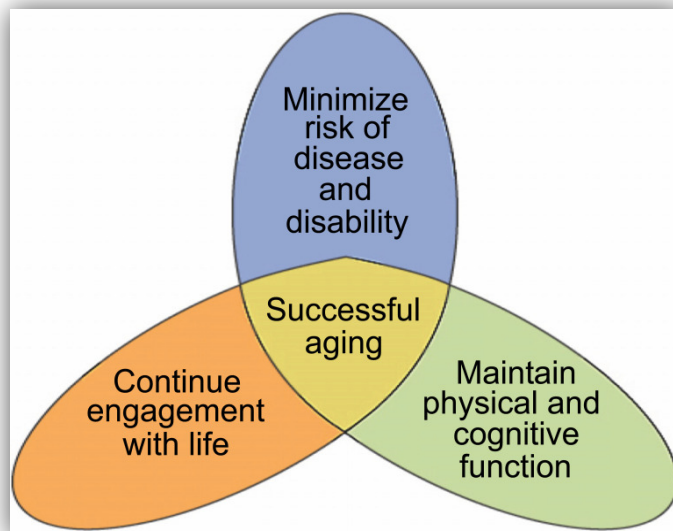 Minimize
risk of
disease
and
disability
Successful
aging
Continue
engagement
with life
Maintain
physical and
cognitive
function